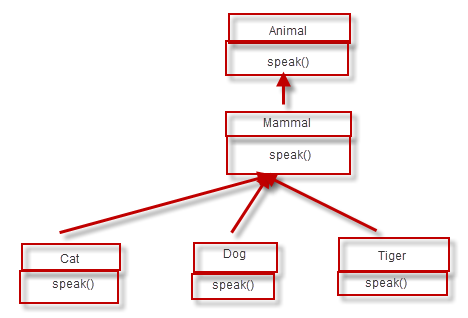 Animal
speak()
Mammal
speak()
Cat
speak()
Dog
speak()
Tiger
speak()